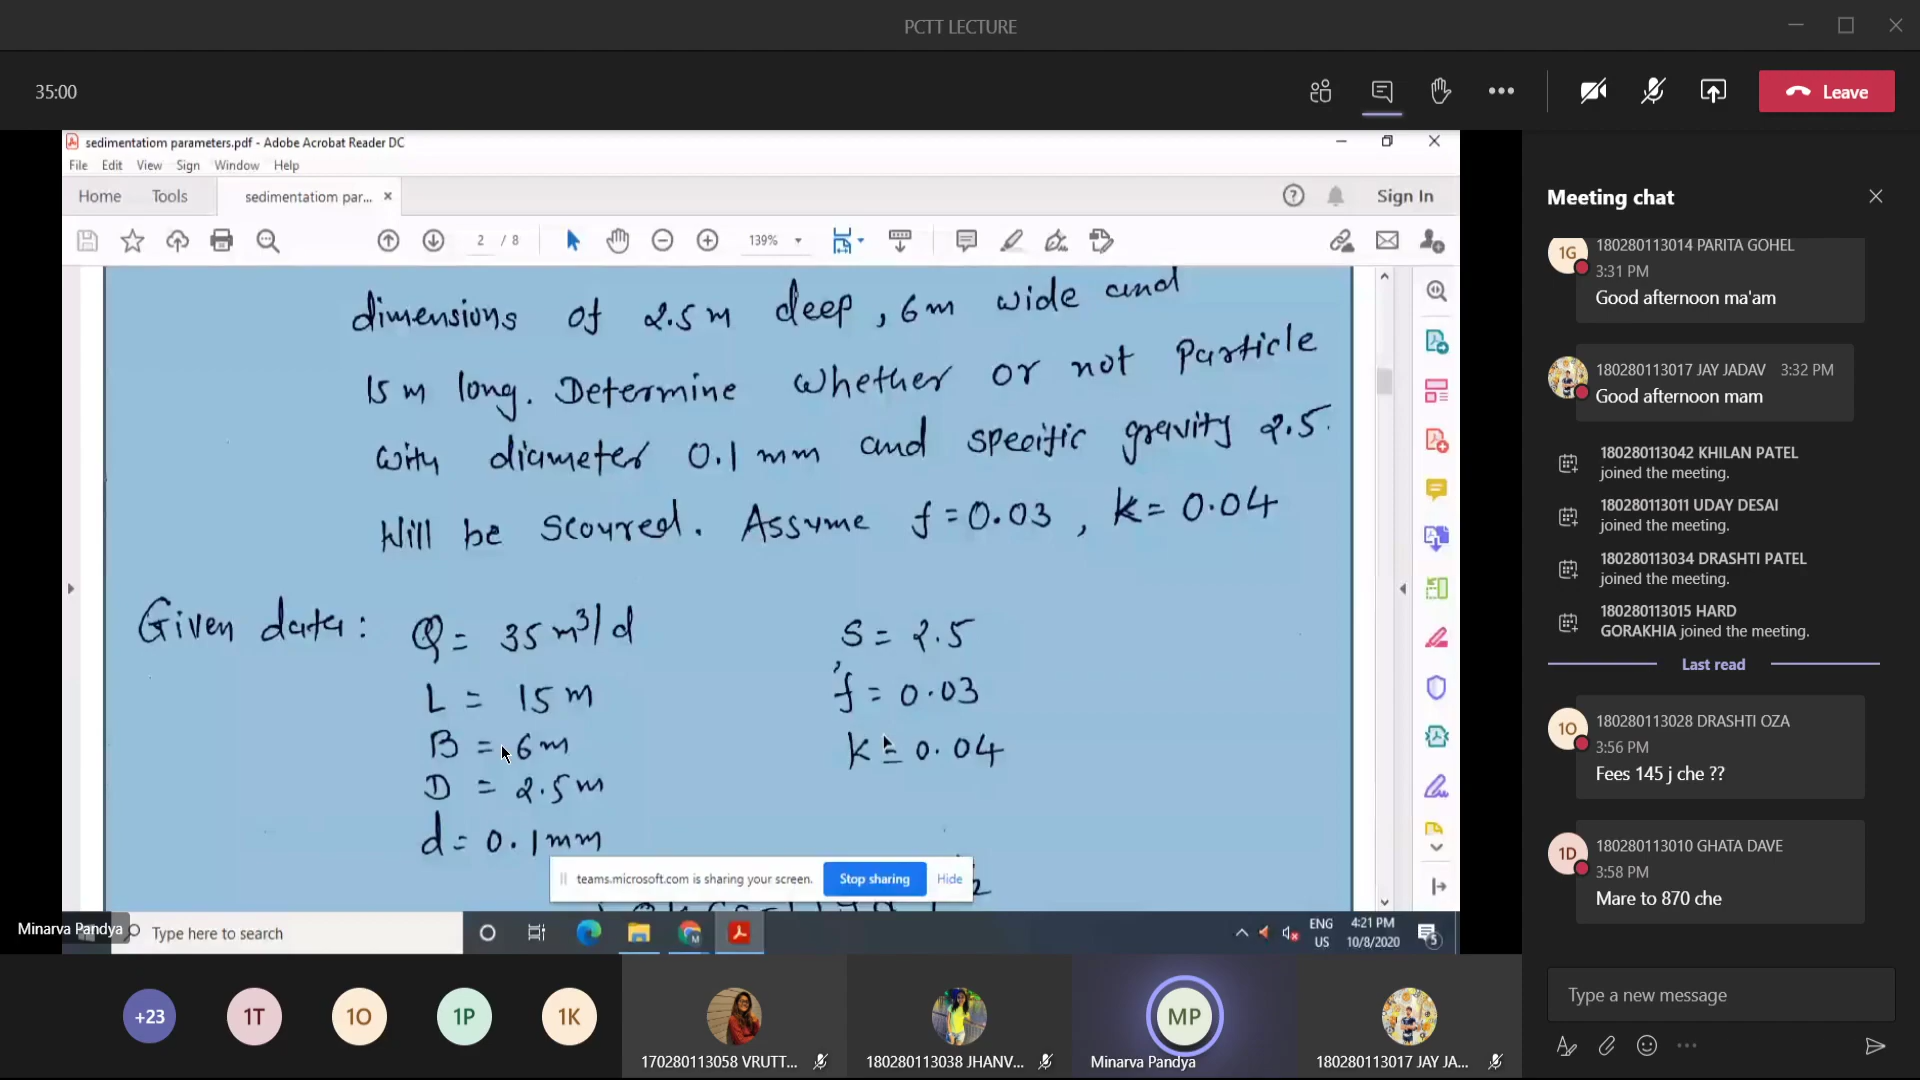 PCTT LECTURE
35:00
Leave
sedimentatiom parameters.pdf - Adobe Acrobat Reader DC
File Edit View Sign Window Help
Home Tools sedimentatiom par... × Sign In
2 / 8 139%
dimensions of 2.5 m deep, 6 m wide and
15 m long. Determine whether or not Particle
with diameter 0.1 mm and specific gravity 2.5.
Will be scoured. Assume f = 0.03, k = 0.04
Given data: Q = 35 m³/d S = 2.5
L = 15 m f = 0.03
B = 6 m k = 0.04
D = 2.5 m
d = 0.1 mm
teams.microsoft.com is sharing your screen. Stop sharing Hide
Minarva Pandya
Type here to search
ENG
US
4:21 PM
10/8/2020
5
Meeting chat
1G
180280113014 PARITA GOHEL
3:31 PM
Good afternoon ma'am
180280113017 JAY JADAV 3:32 PM
Good afternoon mam
180280113042 KHILAN PATEL
joined the meeting.
180280113011 UDAY DESAI
joined the meeting.
180280113034 DRASHTI PATEL
joined the meeting.
180280113015 HARD
GORAKHIA joined the meeting.
Last read
1O
180280113028 DRASHTI OZA
3:56 PM
Fees 145 j che ??
1D
180280113010 GHATA DAVE
3:58 PM
Mare to 870 che
Type a new message
+23 1T 1O 1P 1K MP
170280113058 VRUTT... 180280113038 JHANV... Minarva Pandya 180280113017 JAY JA...